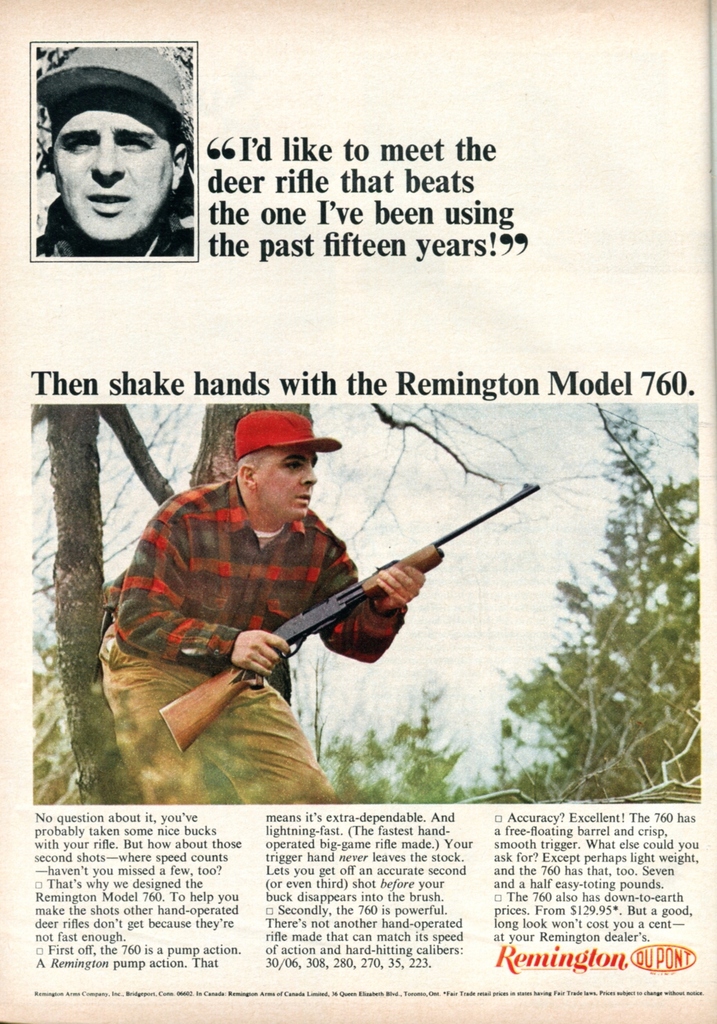 “I'd like to meet the
deer rifle that beats
the one I've been using
the past fifteen years!”
Then shake hands with the Remington Model 760.
No question about it, you've
probably taken some nice bucks
with your rifle. But how about those
second shots—where speed counts
—haven't you missed a few, too?
□ That's why we designed the
Remington Model 760. To help you
make the shots other hand-operated
deer rifles don't get because they're
not fast enough.
□ First off, the 760 is a pump action.
A Remington pump action. That
means it's extra-dependable. And
lightning-fast. (The fastest hand-
operated big-game rifle made.) Your
trigger hand never leaves the stock.
Lets you get off an accurate second
(or even third) shot before your
buck disappears into the brush.
□ Secondly, the 760 is powerful.
There's not another hand-operated
rifle made that can match its speed
of action and hard-hitting calibers:
30/06, 308, 280, 270, 35, 223.
□ Accuracy? Excellent! The 760 has
a free-floating barrel and crisp,
smooth trigger. What else could you
ask for? Except perhaps light weight,
and the 760 has that, too. Seven
and a half easy-toting pounds.
□ The 760 also has down-to-earth
prices. From $129.95*. But a good,
long look won't cost you a cent—
at your Remington dealer's.
Remington, DU PONT
Remington Arms Company, Inc., Bridgeport, Conn. 06602. In Canada: Remington Arms of Canada Limited, 36 Queen Elizabeth Blvd., Toronto, Ont. *Fair Trade retail prices in states having Fair Trade laws. Prices subject to change without notice.